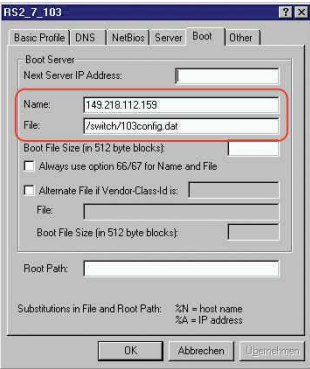 RS2_7_103
Basic Profile DNS NetBios Server Boot Other
Boot Server
Next Server IP Address:
Name: 149.218.112.159
File: /switch/103config.dat
Boot File Size (in 512 byte blocks):
Always use option 66/67 for Name and File
Alternate File if Vendor-Class-Id is:
File:
Boot File Size (in 512 byte blocks):
Root Path:
Substitutions in File and Root Path: %N = host name
%A = IP address
OK Abbrechen Übernehmen